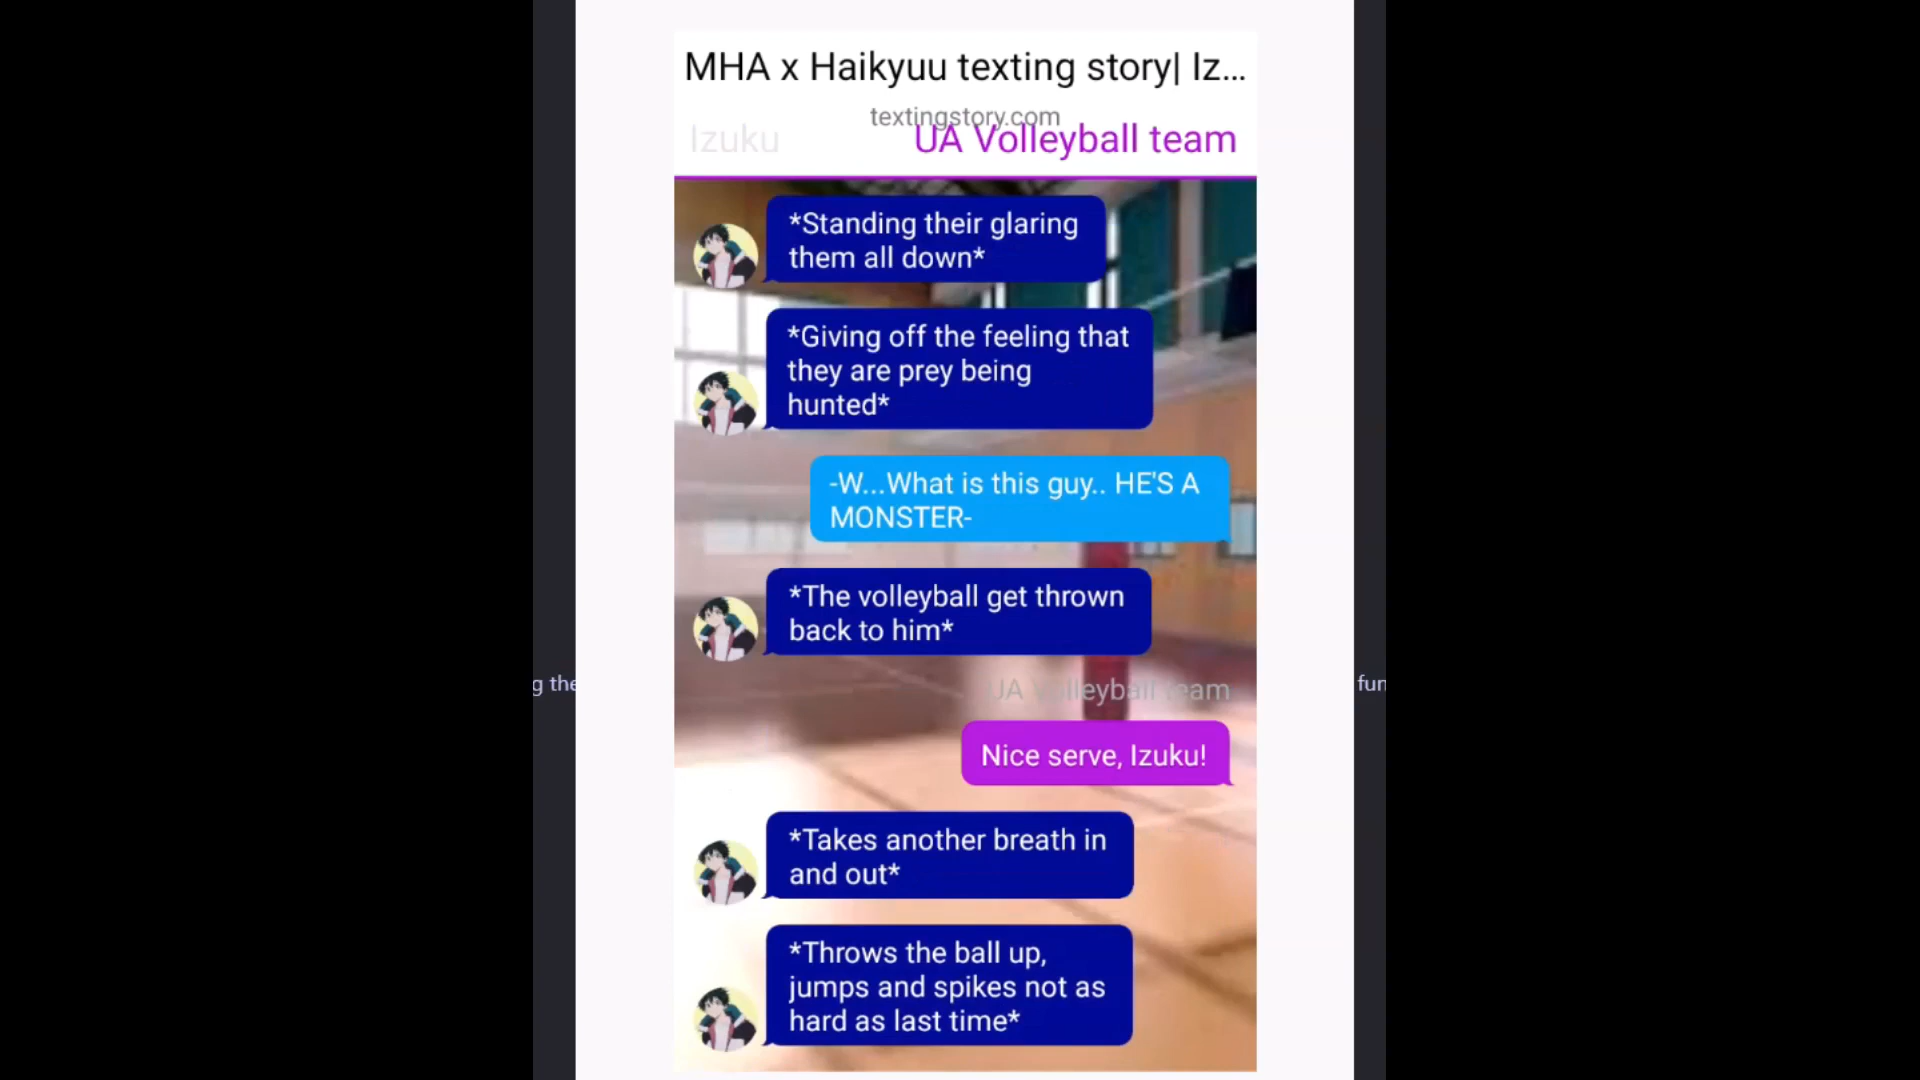 MHA x Haikyuu texting story| Iz...
textingstory.com
Izuku
UA Volleyball team
*Standing their glaring
them all down*
*Giving off the feeling that
they are prey being
hunted*
-W...What is this guy.. HE'S A
MONSTER-
*The volleyball get thrown
back to him*
g the
fun
UA Volleyball team
Nice serve, Izuku!
*Takes another breath in
and out*
*Throws the ball up,
jumps and spikes not as
hard as last time*